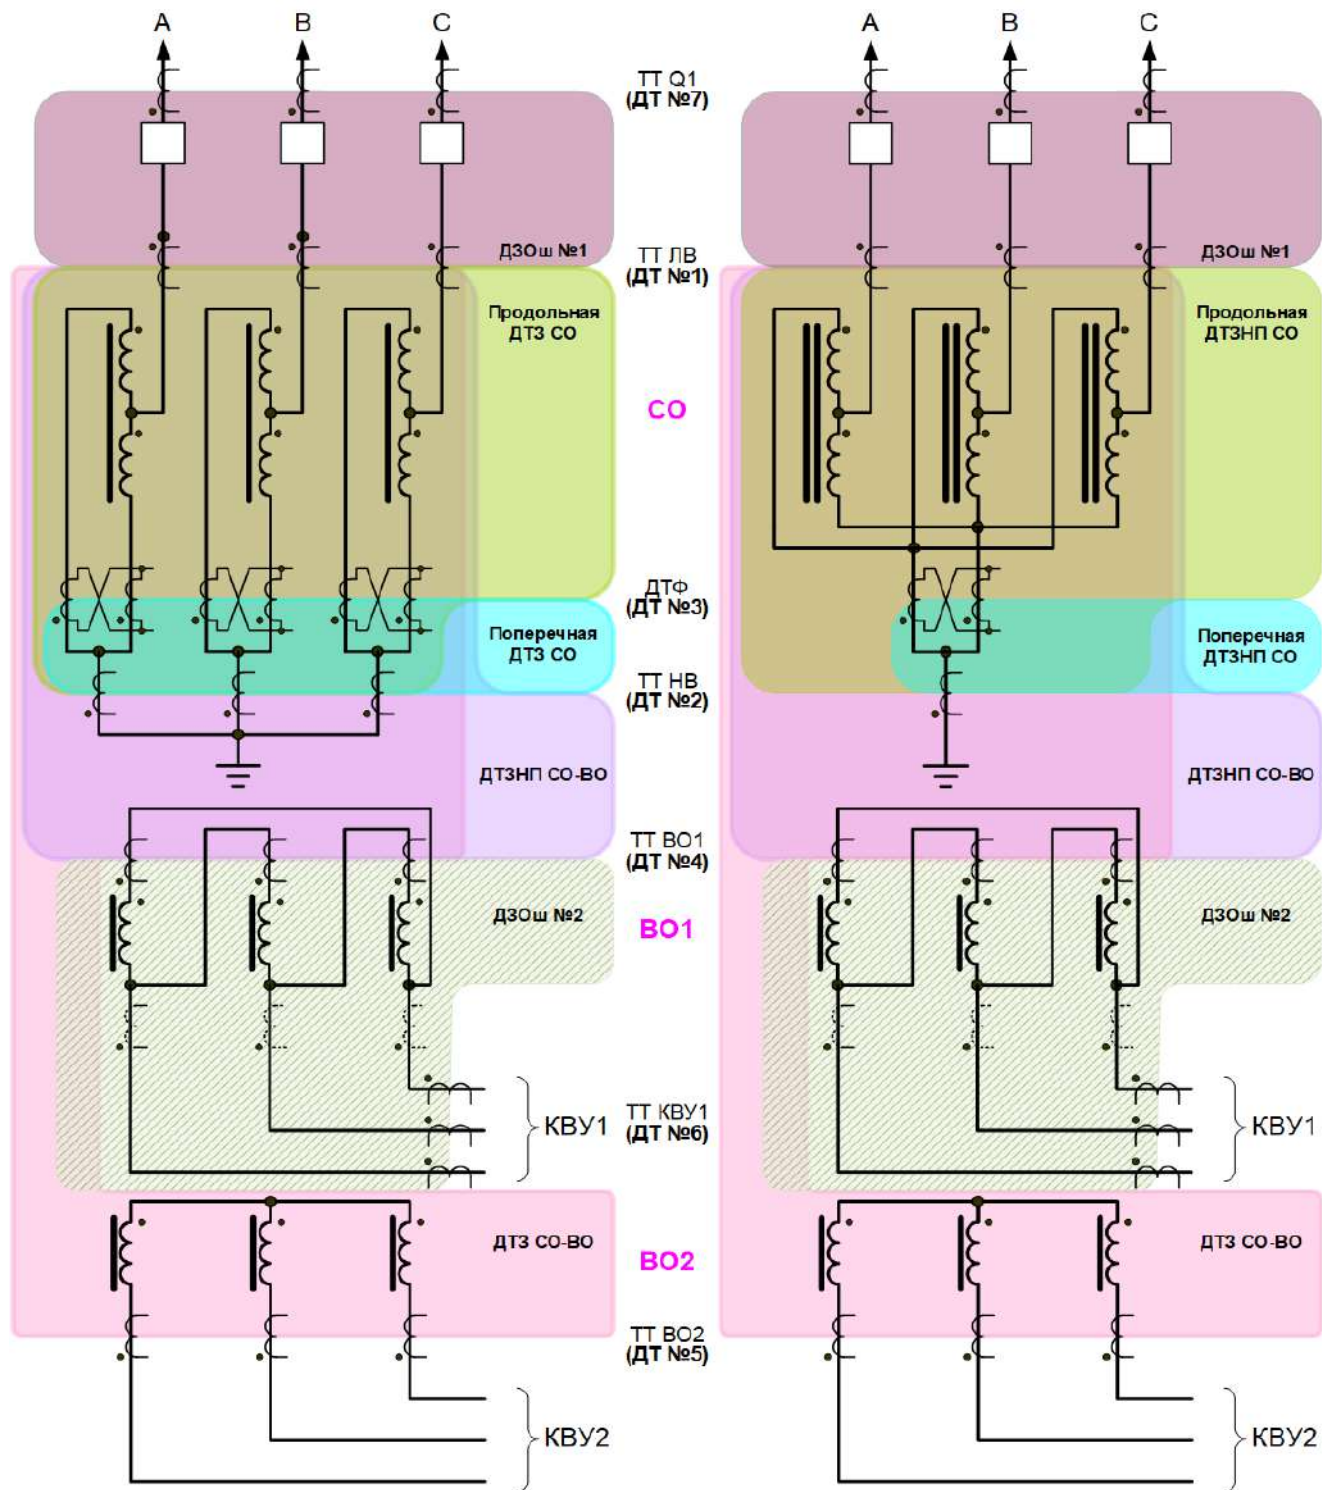 A B C A B C
ТТ Q1
(ДТ №7)
ДЗОш №1
ТТ ЛВ
(ДТ №1)
ДЗОш №1
Продольная
ДТЗ СО
Продольная
ДТЗНП СО
СО
ДТФ
(ДТ №3)
Поперечная
ДТЗ СО
Поперечная
ДТЗНП СО
ТТ НВ
(ДТ №2)
ДТЗНП СО-ВО
ДТЗНП СО-ВО
ТТ ВО1
(ДТ №4)
ДЗОш №2
ВО1
ДЗОш №2
КВУ1
ТТ КВУ1
(ДТ №6)
КВУ1
ДТЗ СО-ВО
ВО2
ДТЗ СО-ВО
ТТ ВО2
(ДТ №5)
КВУ2
КВУ2